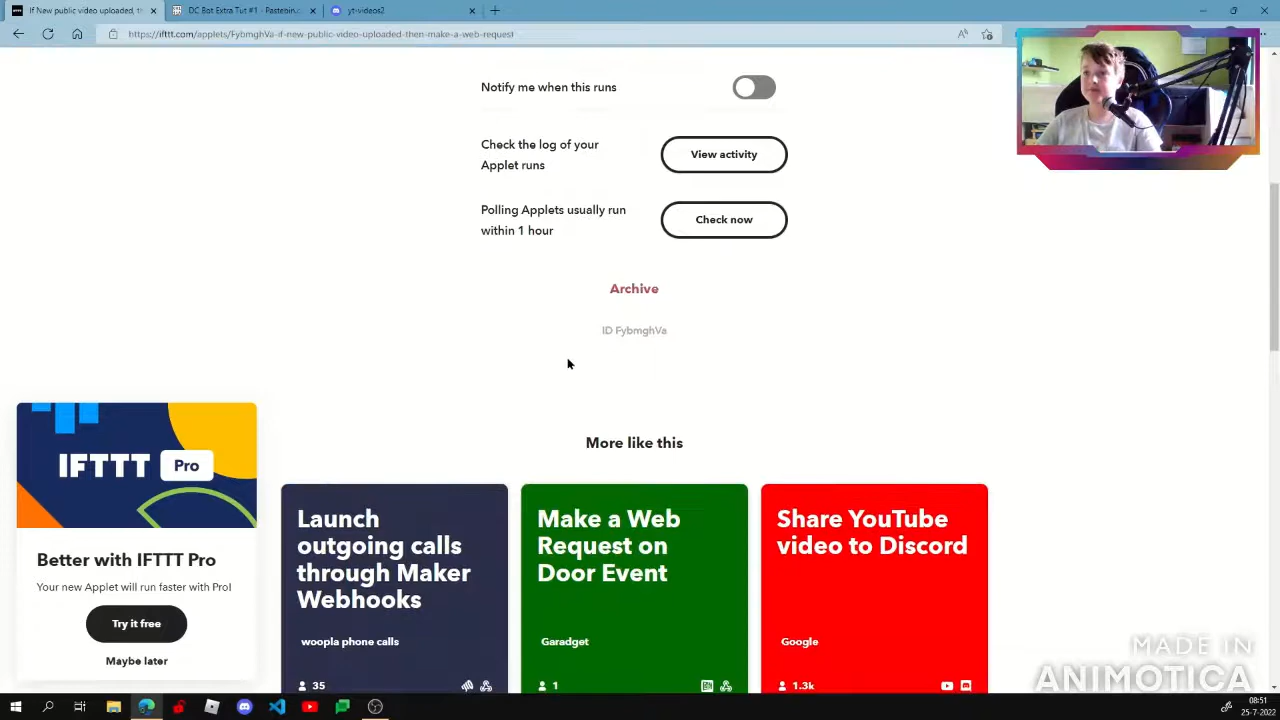 If New public video uploaded, th
DC Bot Extra Tut #1 - Pastebin
yt-videos2
https://ifttt.com/applets/FybmghVa-if-new-public-video-uploaded-then-make-a-web-request
Notify me when this runs
Check the log of your
Applet runs
View activity
Polling Applets usually run
within 1 hour
Check now
Archive
ID FybmghVa
More like this
IFTTT Pro
Better with IFTTT Pro
Your new Applet will run faster with Pro!
Try it free
Maybe later
Launch
outgoing calls
through Maker
Webhooks
woopla phone calls
35
Make a Web
Request on
Door Event
Garadget
1
Share YouTube
video to Discord
Google
1.3k
MADE IN
ANIMOTICA
08:51
25-7-2022